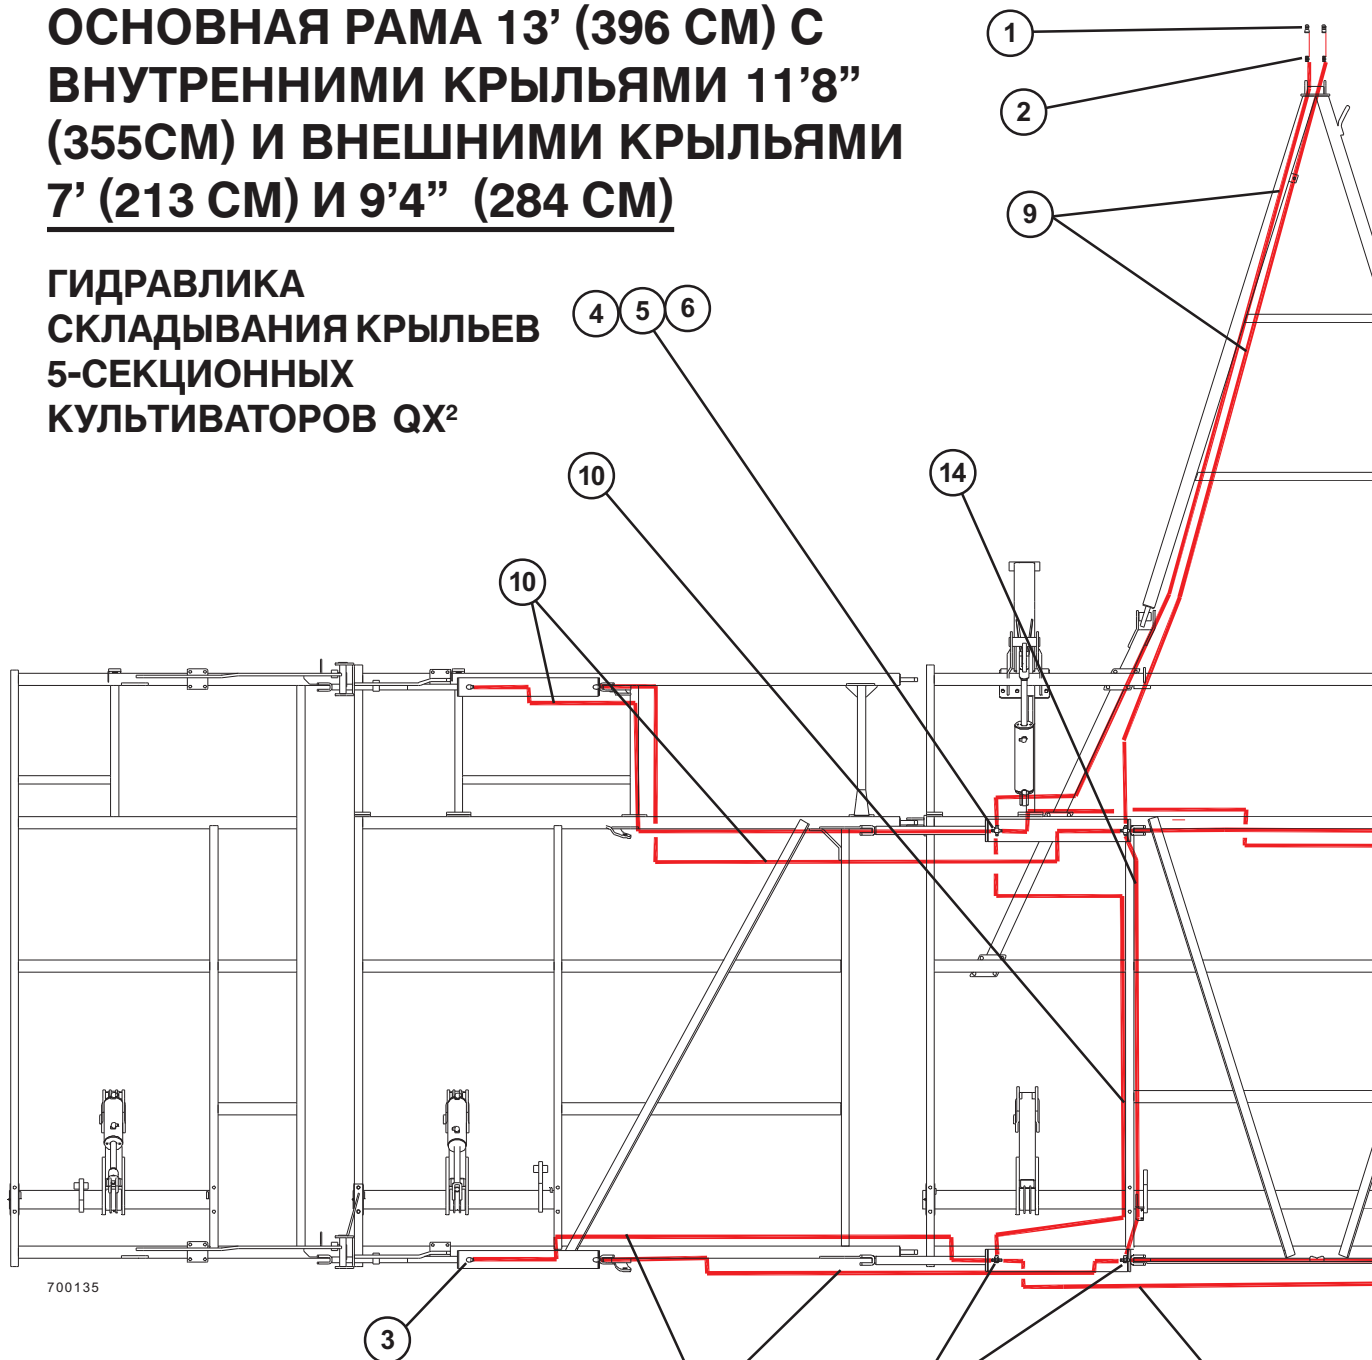 ОСНОВНАЯ РАМА 13’ (396 СМ) С
ВНУТРЕННИМИ КРЫЛЬЯМИ 11’8”
(355СМ) И ВНЕШНИМИ КРЫЛЬЯМИ
7’ (213 СМ) И 9’4” (284 СМ)
ГИДРАВЛИКА
СКЛАДЫВАНИЯ КРЫЛЬЕВ
5-СЕКЦИОННЫХ
КУЛЬТИВАТОРОВ QX²
1
2
9
4 5 6
10
14
10
700135
3